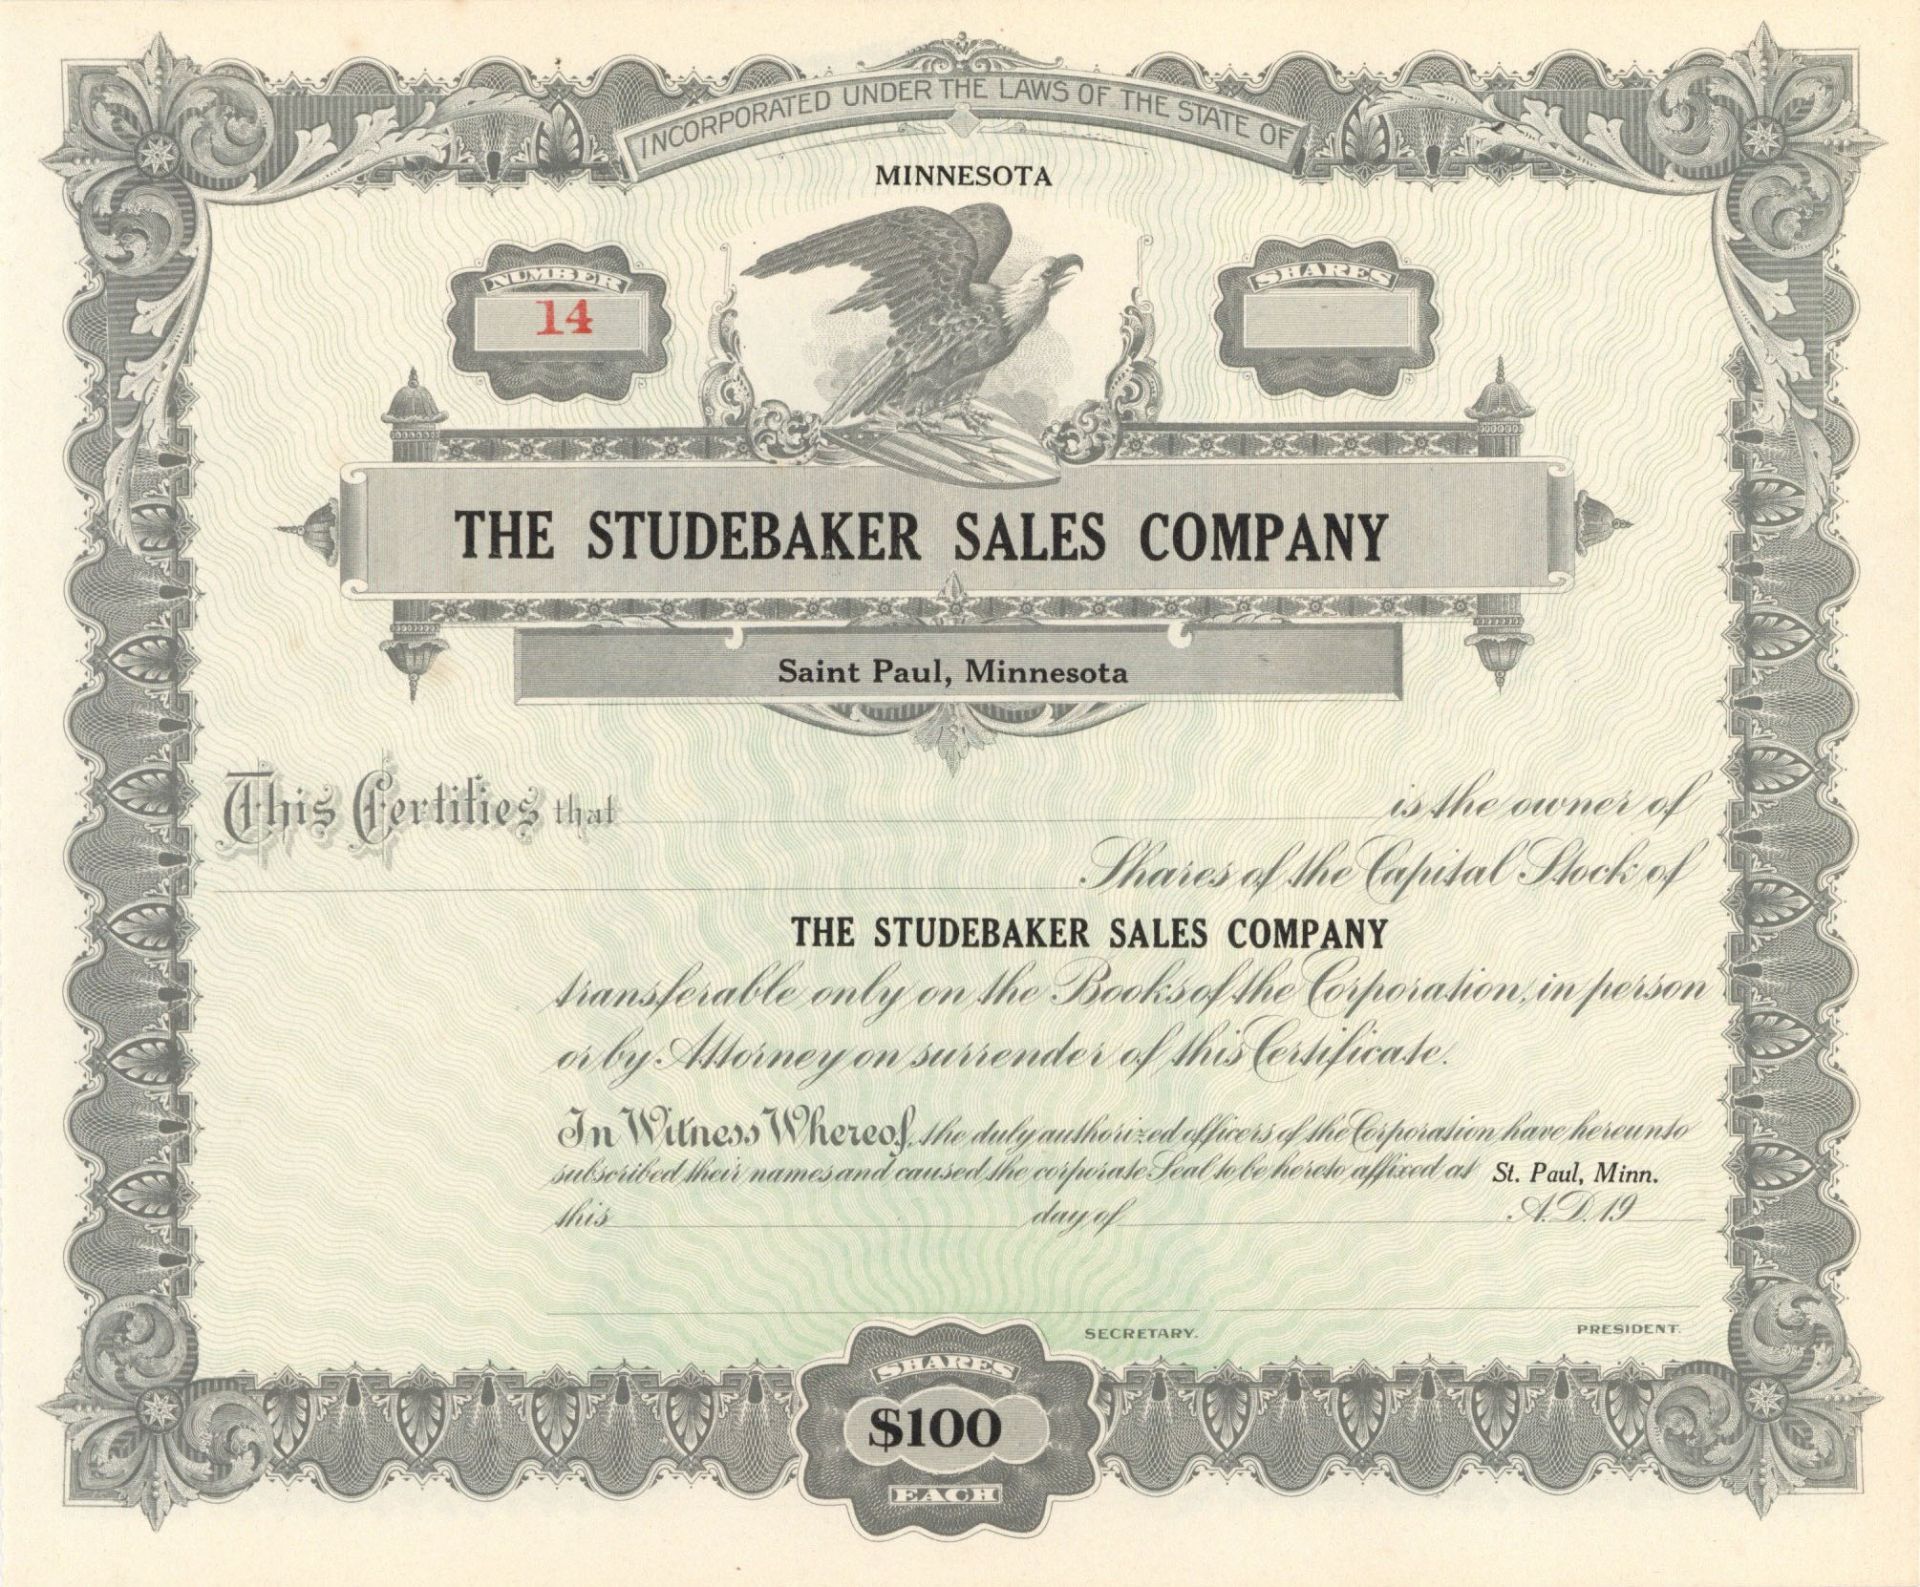 INCORPORATED UNDER THE LAWS OF THE STATE OF
MINNESOTA
NUMBER
14
SHARES
THE STUDEBAKER SALES COMPANY
Saint Paul, Minnesota
This Certifies that is the owner of
Shares of the Capital Stock of
THE STUDEBAKER SALES COMPANY
transferable only on the Books of the Corporation, in person
or by Attorney on surrender of this Certificate.
In Witness Whereof, the duly authorized officers of the Corporation have hereunto
subscribed their names and caused the corporate Seal to be hereto affixed at St. Paul, Minn.
this day of A.D. 19
SECRETARY.
PRESIDENT.
SHARES
$100
EACH